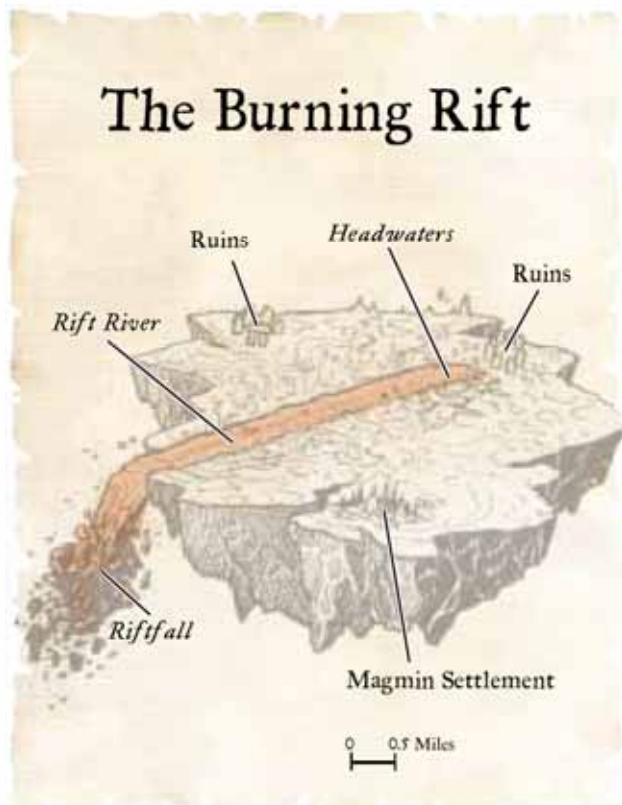 The Burning Rift
Ruins
Headwaters
Ruins
Rift River
Riftfall
Magmin Settlement
0 0.5 Miles